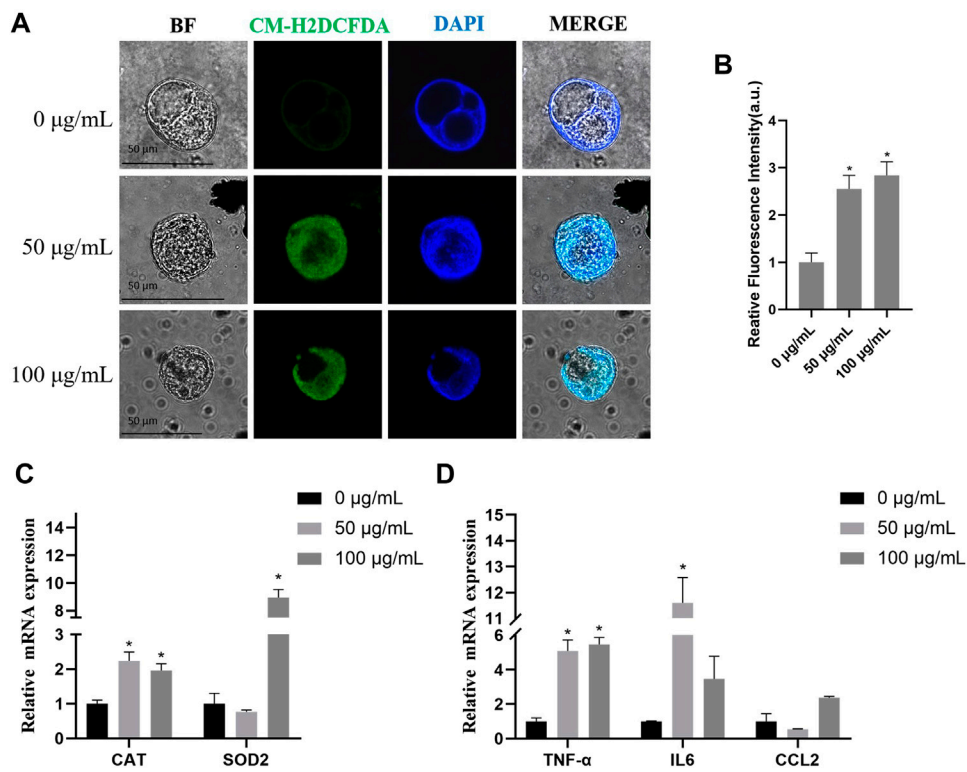 A
BF CM-H2DCFDA DAPI MERGE
0 μg/mL
50 μm
50 μg/mL
50 μm
100 μg/mL
50 μm
B
Reative Fluorescence Intensity(a.u.)
4
3
2
1
0
* *
0 μg/mL 50 μg/mL 100 μg/mL
C
0 μg/mL
50 μg/mL
100 μg/mL
Relative mRNA expression
14
12
10
8
3
2
1
0
* * *
CAT SOD2
D
0 μg/mL
50 μg/mL
100 μg/mL
Relative mRNA expression
15
14
13
12
11
6
4
2
0
* * *
TNF-α IL6 CCL2